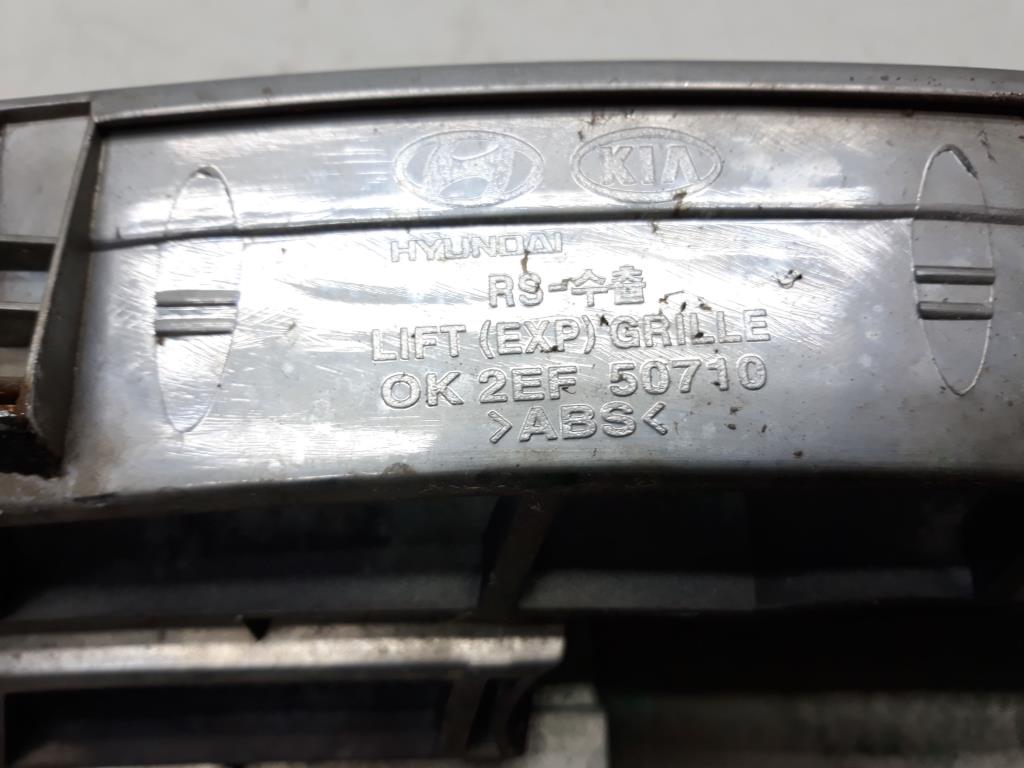 KIA
HYUNDAI
RS-수출
LIFT (EXP) GRILLE
OK 2EF 50710
>ABS<